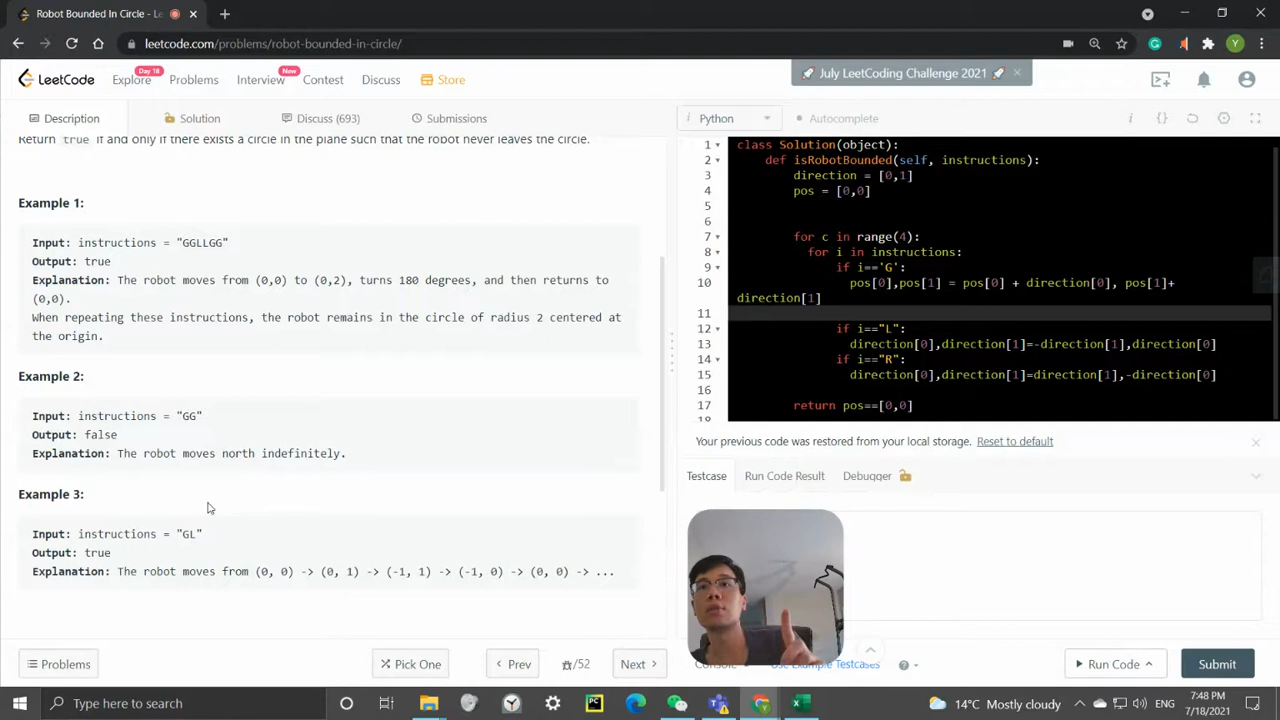 Robot Bounded In Circle -
leetcode.com/problems/robot-bounded-in-circle/
LeetCode
Explore
Day 18
Problems
Interview
New
Contest
Discuss
Store
🚀 July LeetCoding Challenge 2021 🚀
Description
Solution
Discuss (693)
Submissions
Return true if and only if there exists a circle in the plane such that the robot never leaves the circle.
Example 1:
Input: instructions = "GGLLGG"
Output: true
Explanation: The robot moves from (0,0) to (0,2), turns 180 degrees, and then returns to
(0,0).
When repeating these instructions, the robot remains in the circle of radius 2 centered at
the origin.
Example 2:
Input: instructions = "GG"
Output: false
Explanation: The robot moves north indefinitely.
Example 3:
Input: instructions = "GL"
Output: true
Explanation: The robot moves from (0, 0) -> (0, 1) -> (-1, 1) -> (-1, 0) -> (0, 0) -> ...
Problems
Pick One
Prev
/52
Next
i Python
Autocomplete
1 class Solution(object):
2 def isRobotBounded(self, instructions):
3 direction = [0,1]
4 pos = [0,0]
5
6
7 for c in range(4):
8 for i in instructions:
9 if i=='G':
10 pos[0],pos[1] = pos[0] + direction[0], pos[1]+
direction[1]
11
12 if i=="L":
13 direction[0],direction[1]=-direction[1],direction[0]
14 if i=="R":
15 direction[0],direction[1]=direction[1],-direction[0]
16
17 return pos==[0,0]
18
Your previous code was restored from your local storage. Reset to default
Testcase
Run Code Result
Debugger
Use Example Testcases
Run Code
Submit
Type here to search
14°C Mostly cloudy
ENG
7:48 PM
7/18/2021